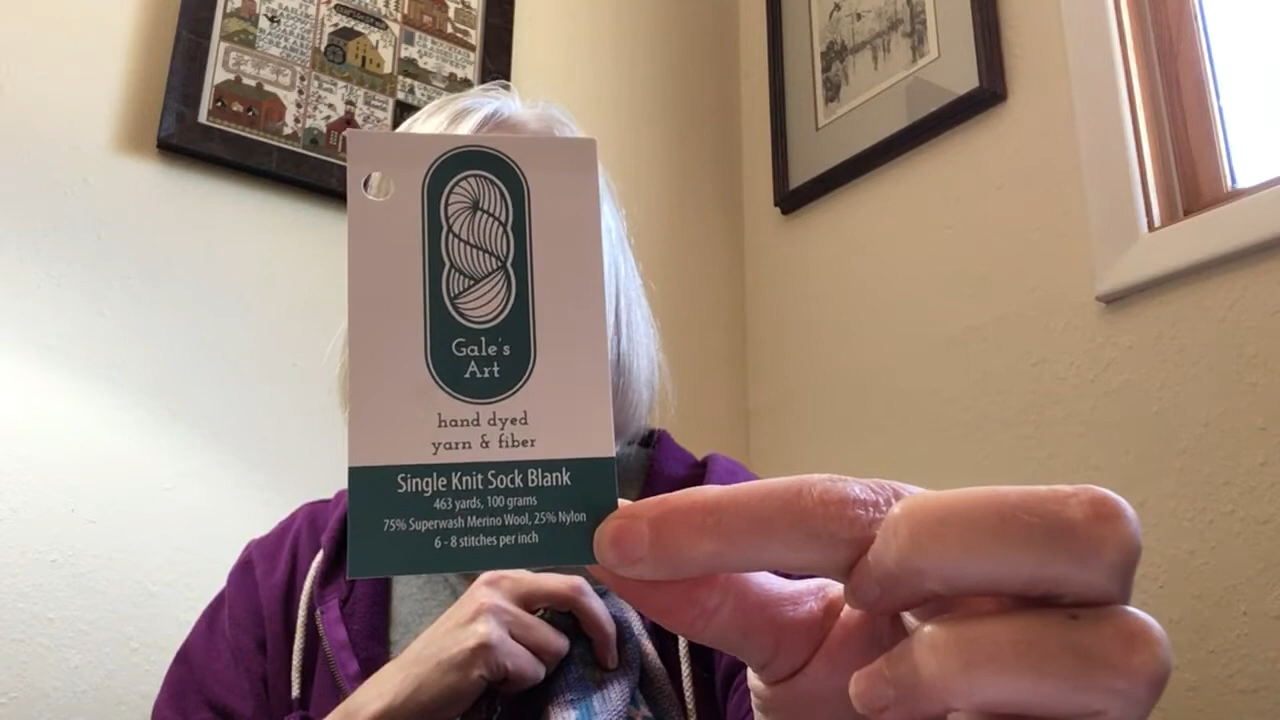 Gale's
Art
hand dyed
yarn & fiber
Single Knit Sock Blank
463 yards, 100 grams
75% Superwash Merino Wool, 25% Nylon
6 - 8 stitches per inch